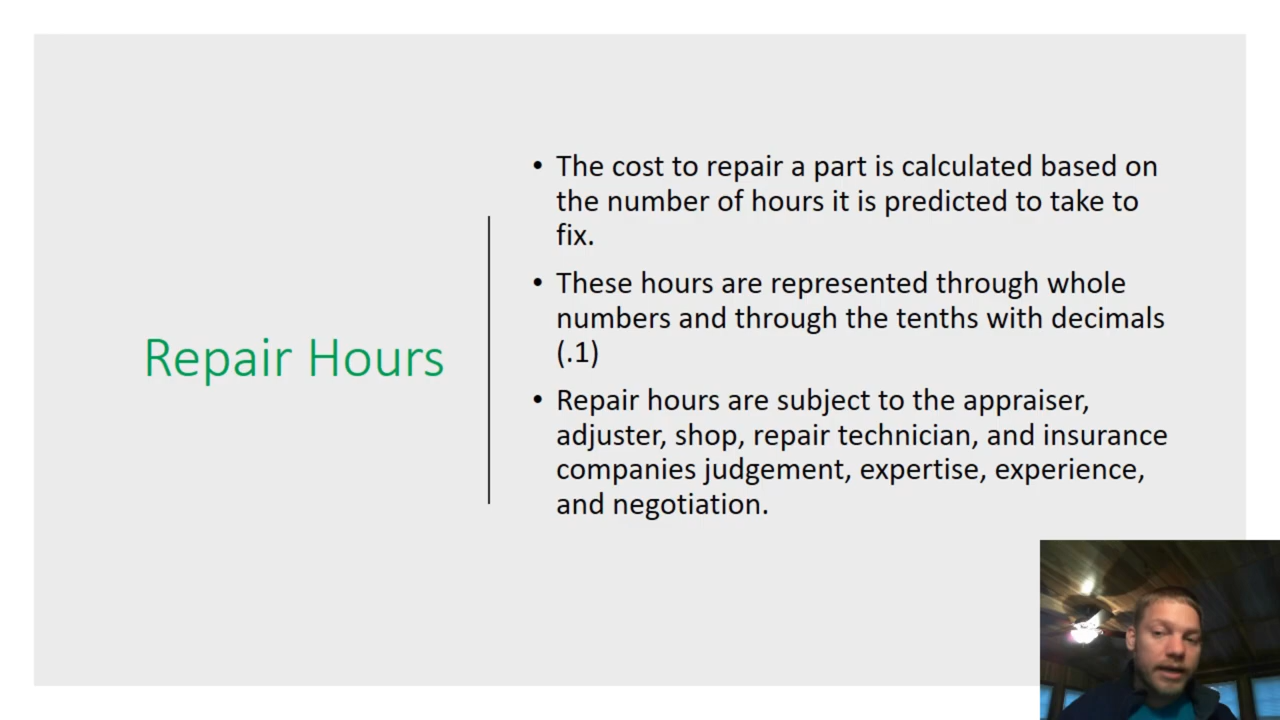 Repair Hours
• The cost to repair a part is calculated based on
the number of hours it is predicted to take to
fix.
• These hours are represented through whole
numbers and through the tenths with decimals
(.1)
• Repair hours are subject to the appraiser,
adjuster, shop, repair technician, and insurance
companies judgement, expertise, experience,
and negotiation.